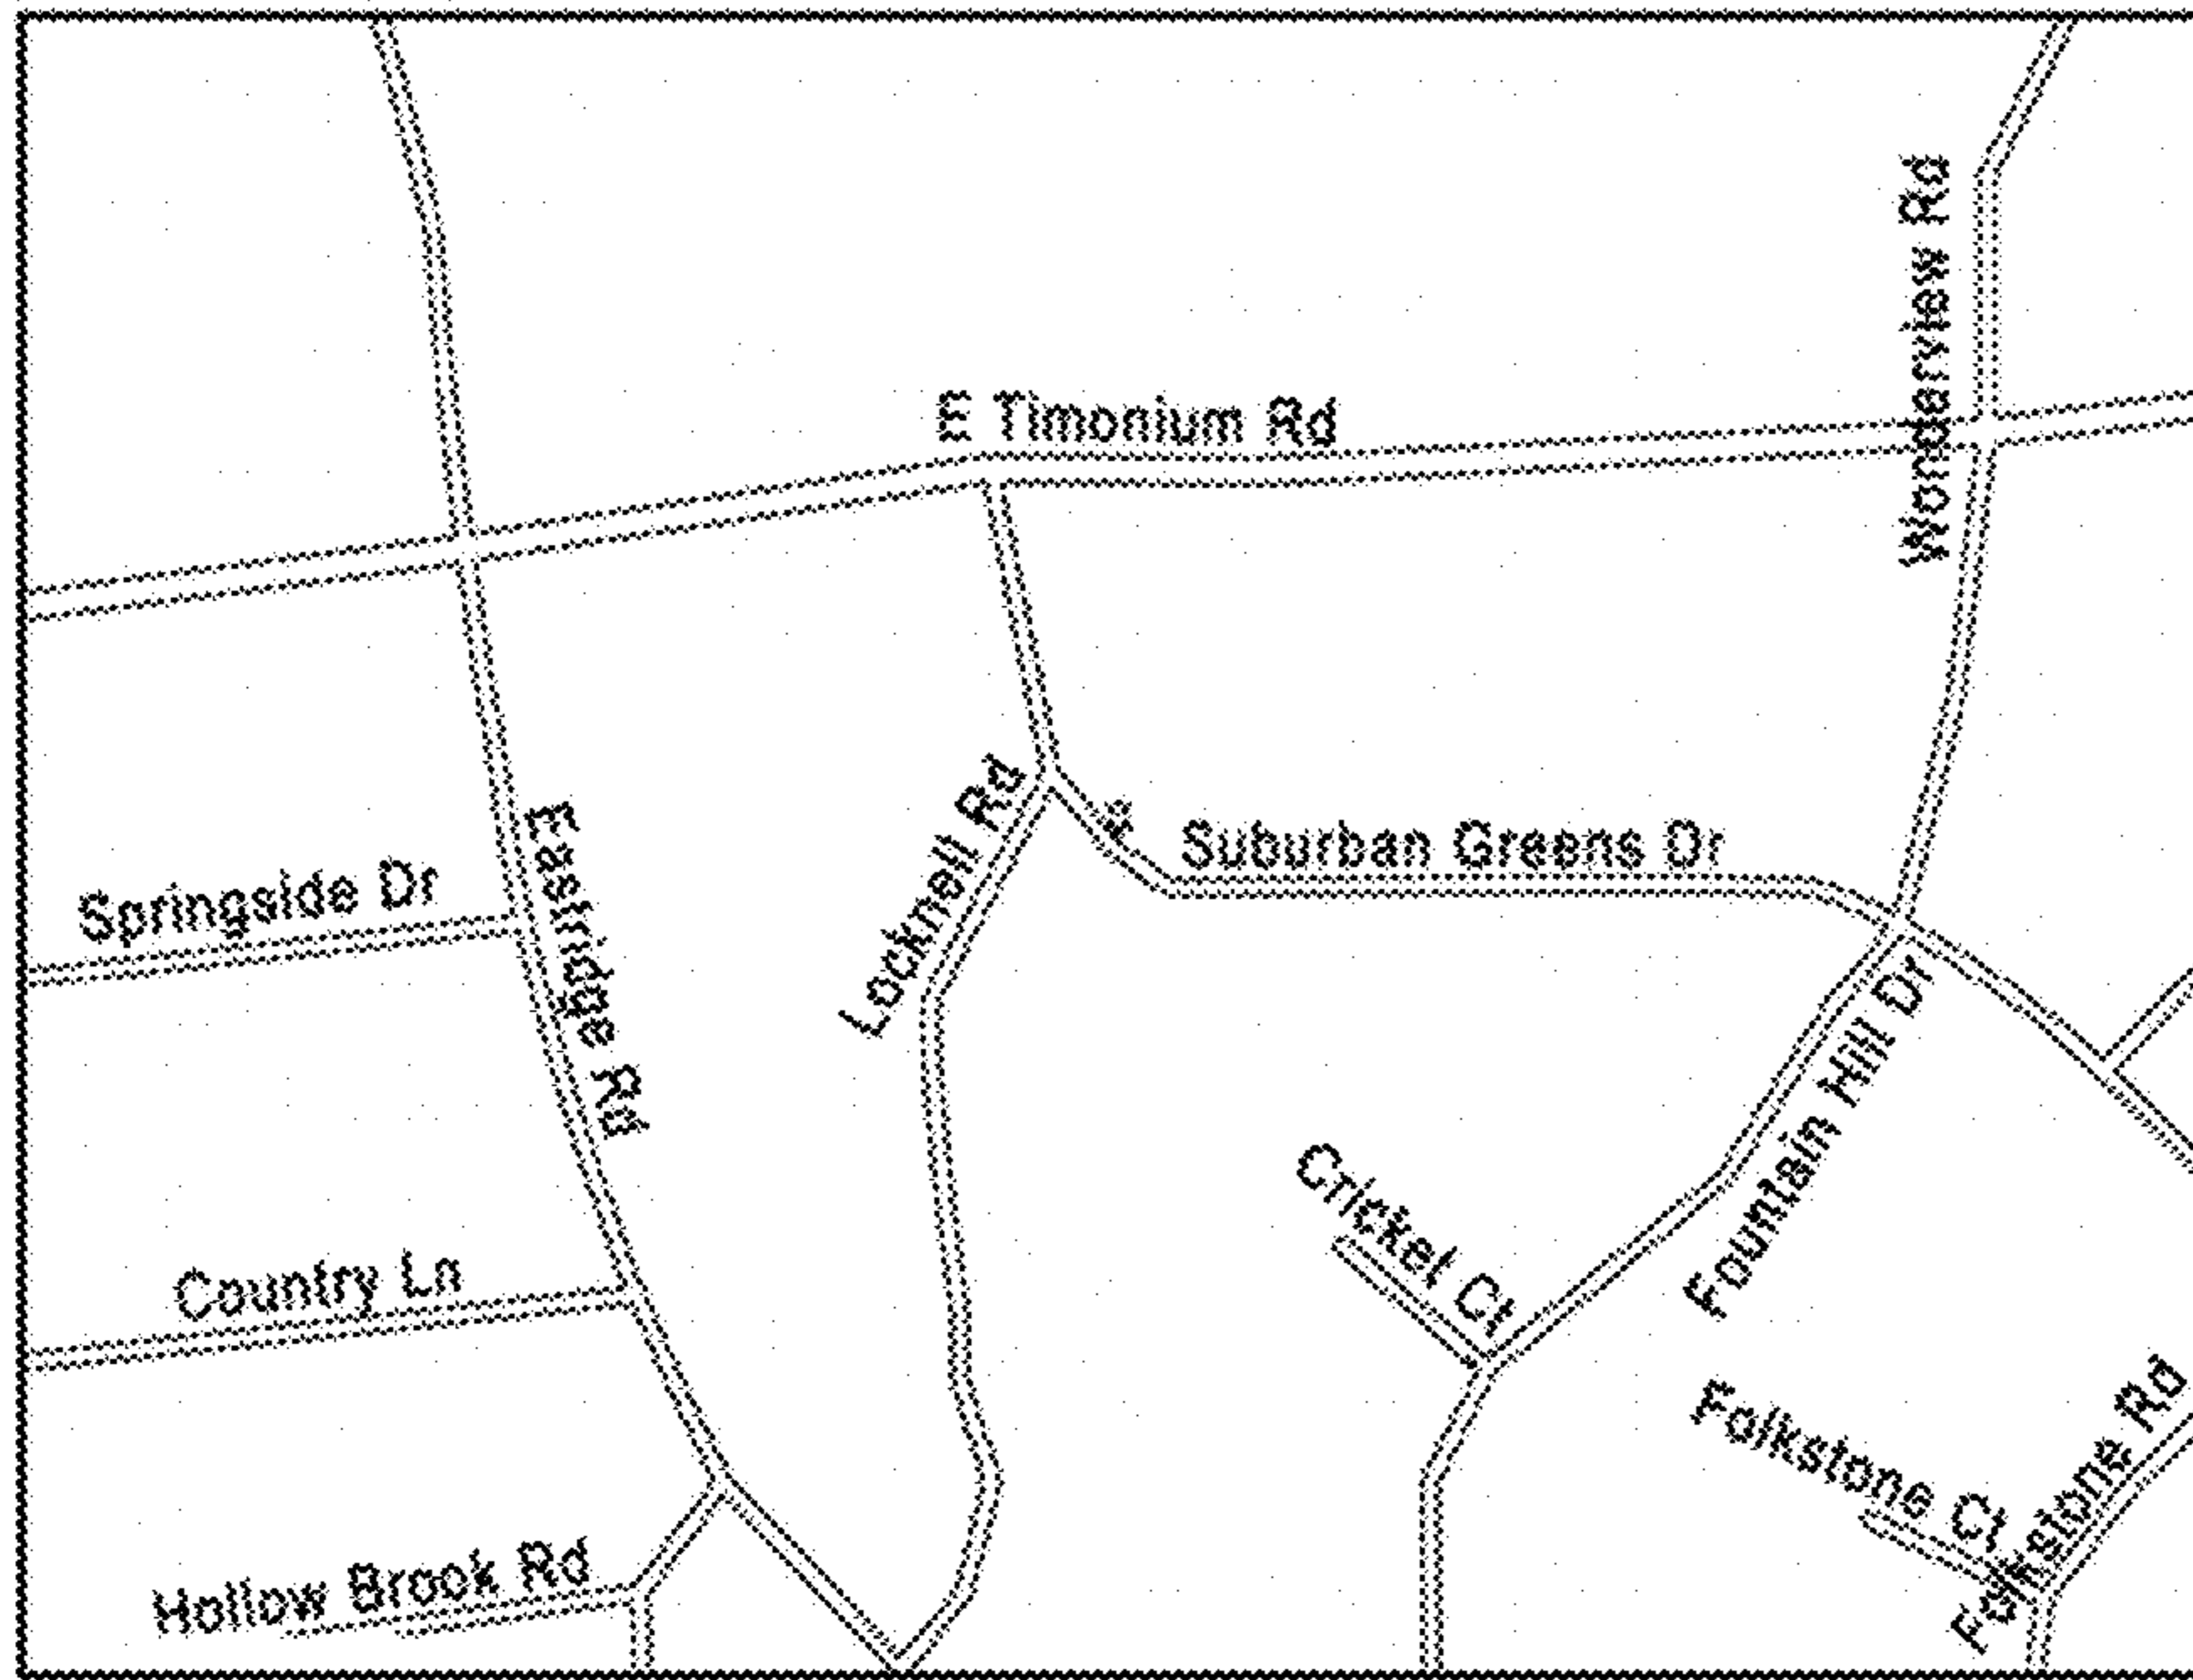 Wonderview Rd
E Timonium Rd
Eastridge Rd
Locknell Rd
Suburban Greens Dr
Springside Dr
Fountain Hill Dr
Cricket Ct
Country Ln
Folkstone Ct
Folkstone Rd
Hollow Brook Rd